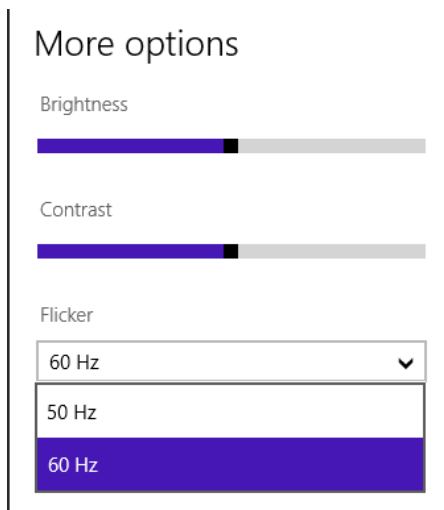 More options
Brightness
Contrast
Flicker
60 Hz
50 Hz
60 Hz